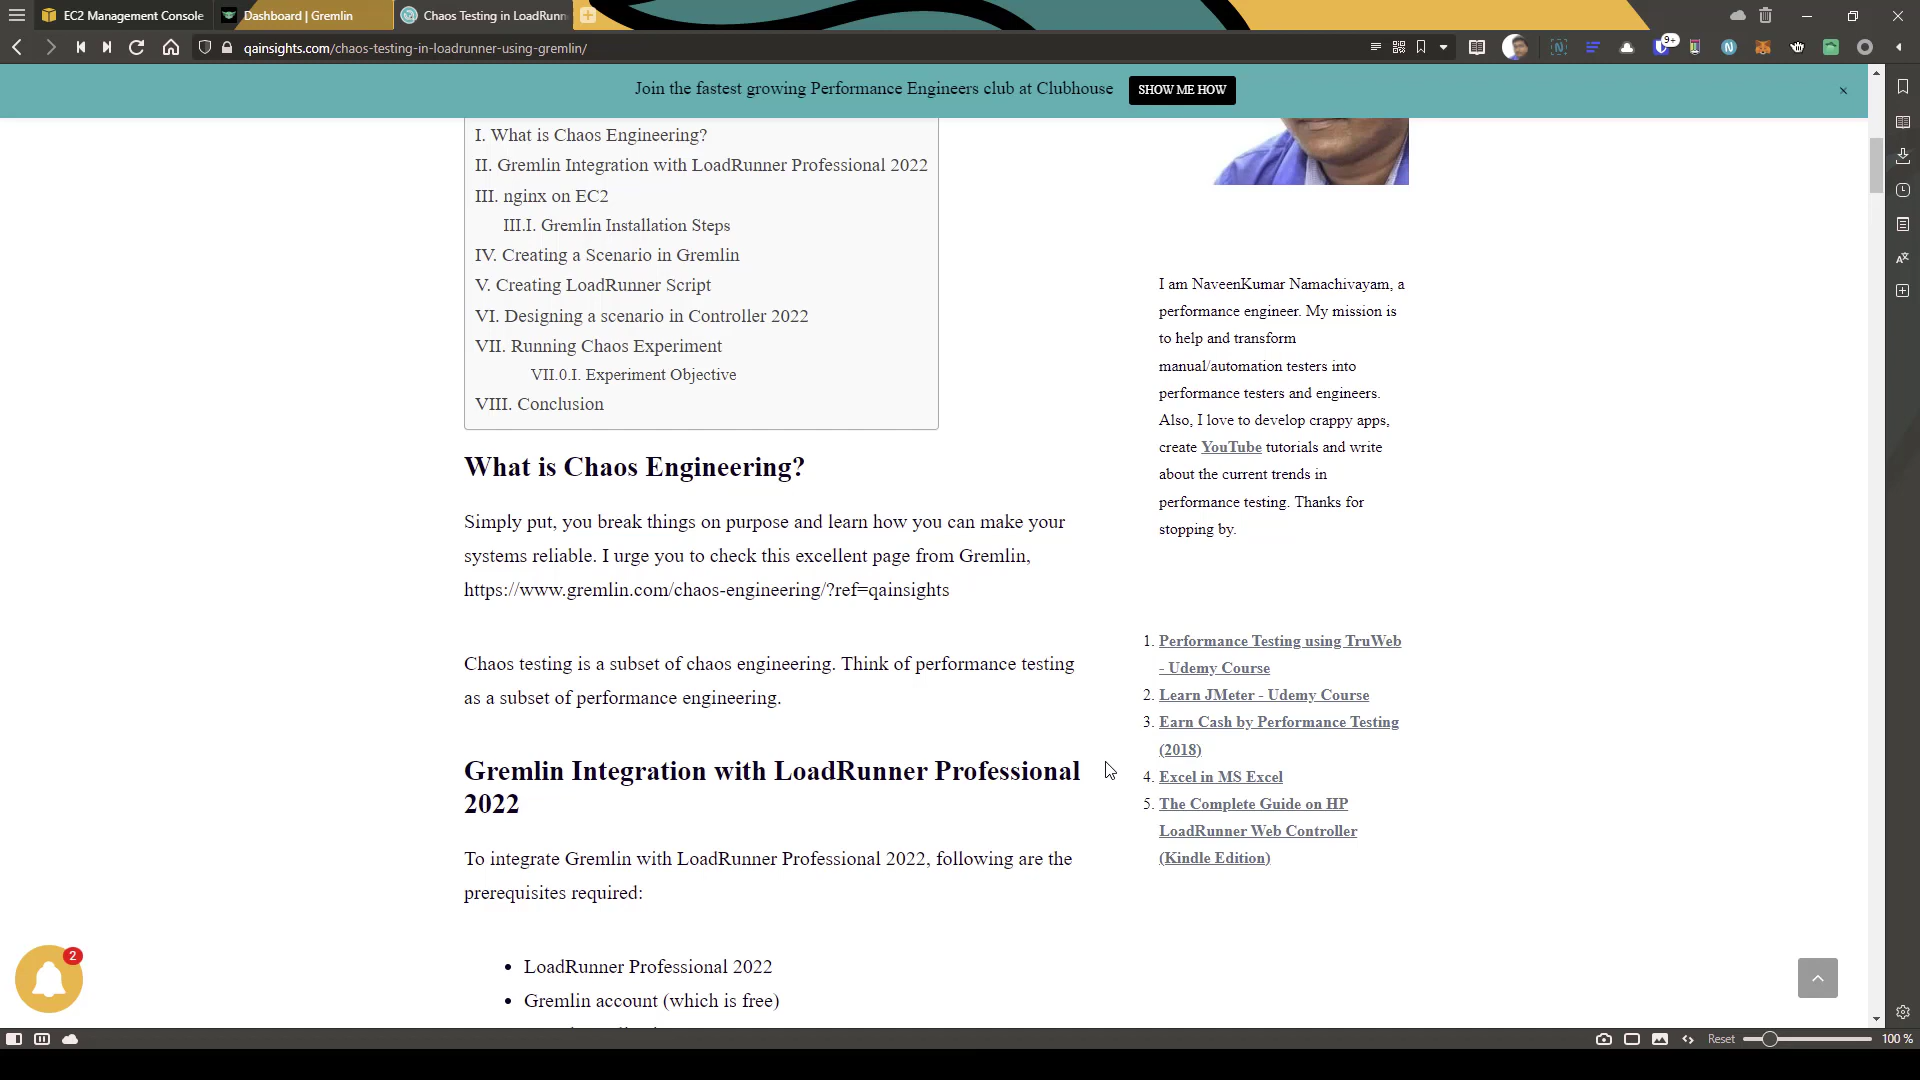 EC2 Management Console
Dashboard | Gremlin
Chaos Testing in LoadRunn
qainsights.com/chaos-testing-in-loadrunner-using-gremlin/
9+
Join the fastest growing Performance Engineers club at Clubhouse
SHOW ME HOW
I. What is Chaos Engineering?
II. Gremlin Integration with LoadRunner Professional 2022
III. nginx on EC2
III.I. Gremlin Installation Steps
IV. Creating a Scenario in Gremlin
V. Creating LoadRunner Script
VI. Designing a scenario in Controller 2022
VII. Running Chaos Experiment
VII.0.I. Experiment Objective
VIII. Conclusion
What is Chaos Engineering?
Simply put, you break things on purpose and learn how you can make your
systems reliable. I urge you to check this excellent page from Gremlin,
https://www.gremlin.com/chaos-engineering/?ref=qainsights
Chaos testing is a subset of chaos engineering. Think of performance testing
as a subset of performance engineering.
Gremlin Integration with LoadRunner Professional
2022
To integrate Gremlin with LoadRunner Professional 2022, following are the
prerequisites required:
• LoadRunner Professional 2022
• Gremlin account (which is free)
I am NaveenKumar Namachivayam, a
performance engineer. My mission is
to help and transform
manual/automation testers into
performance testers and engineers.
Also, I love to develop crappy apps,
create YouTube tutorials and write
about the current trends in
performance testing. Thanks for
stopping by.
1. Performance Testing using TruWeb
- Udemy Course
2. Learn JMeter - Udemy Course
3. Earn Cash by Performance Testing
(2018)
4. Excel in MS Excel
5. The Complete Guide on HP
LoadRunner Web Controller
(Kindle Edition)
2
Reset
100 %